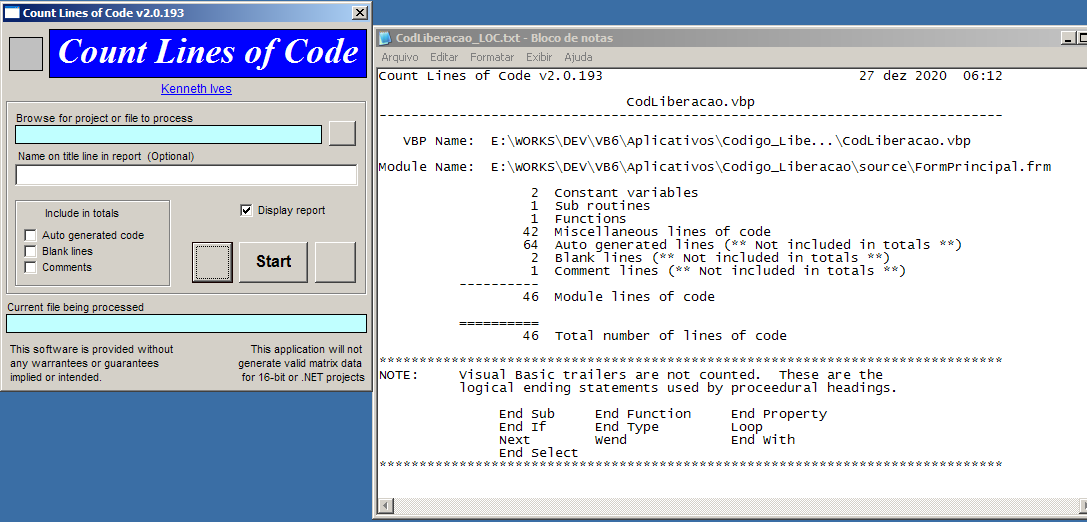 Count Lines of Code v2.0.193
Count Lines of Code
Kenneth Ives
Browse for project or file to process
Name on title line in report (Optional)
Include in totals
Auto generated code
Blank lines
Comments
Display report
Start
Current file being processed
This software is provided without
any warrantes or guarantees
implied or intended.
This application will not
generate valid matrix data
for 16-bit or .NET projects
CodLiberacao_LOC.txt - Bloco de notas
Arquivo Editar Formatar Exibir Ajuda
Count Lines of Code v2.0.193 27 dez 2020 06:12
CodLiberacao.vbp
------------------------------------------------------------------------------
VBP Name: E:\WORKS\DEV\VB6\Aplicativos\Codigo_Libe...\CodLiberacao.vbp
Module Name: E:\WORKS\DEV\VB6\Aplicativos\Codigo_Liberacao\source\FormPrincipal.frm
2 Constant variables
1 Sub routines
1 Functions
42 Miscellaneous lines of code
64 Auto generated lines (** Not included in totals **)
2 Blank lines (** Not included in totals **)
1 Comment lines (** Not included in totals **)
----------
46 Module lines of code
==========
46 Total number of lines of code
******************************************************************************
NOTE: Visual Basic trailers are not counted. These are the
logical ending statements used by proceedural headings.
End Sub End Function End Property
End If End Type Loop
Next Wend End With
End Select
******************************************************************************